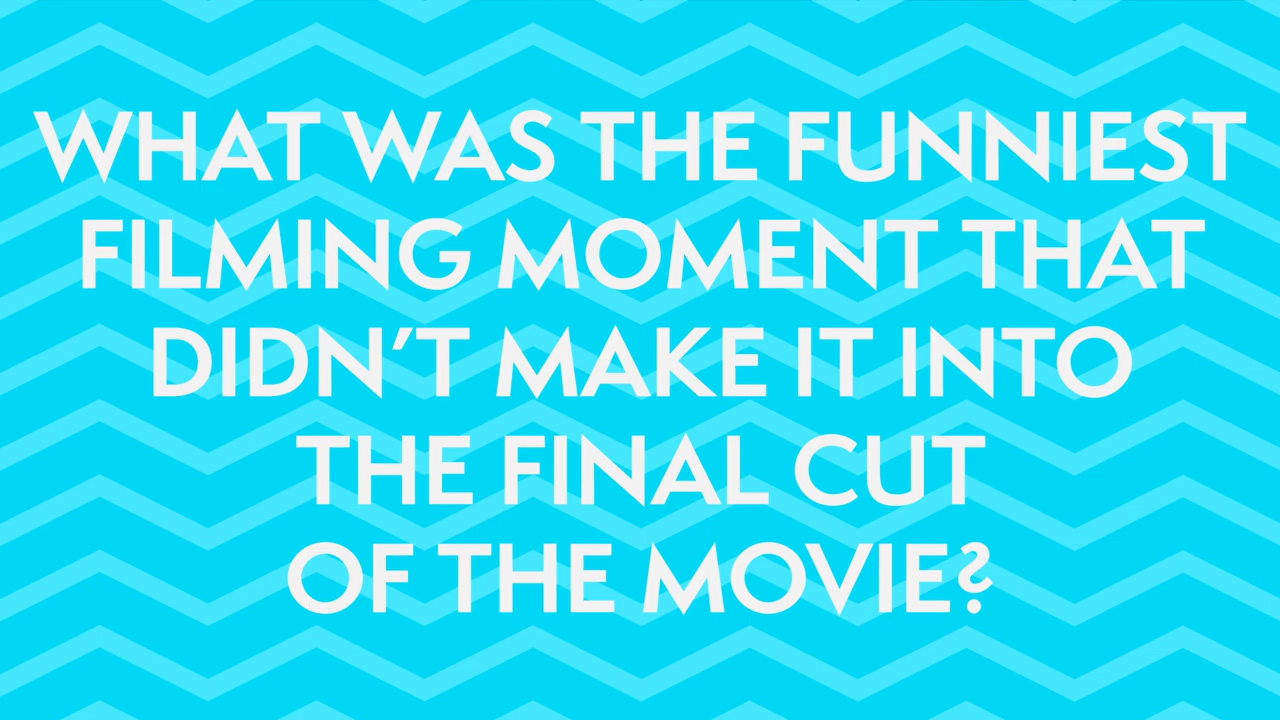 WHAT WAS THE FUNNIEST
FILMING MOMENT THAT
DIDN’T MAKE IT INTO
THE FINAL CUT
OF THE MOVIE?